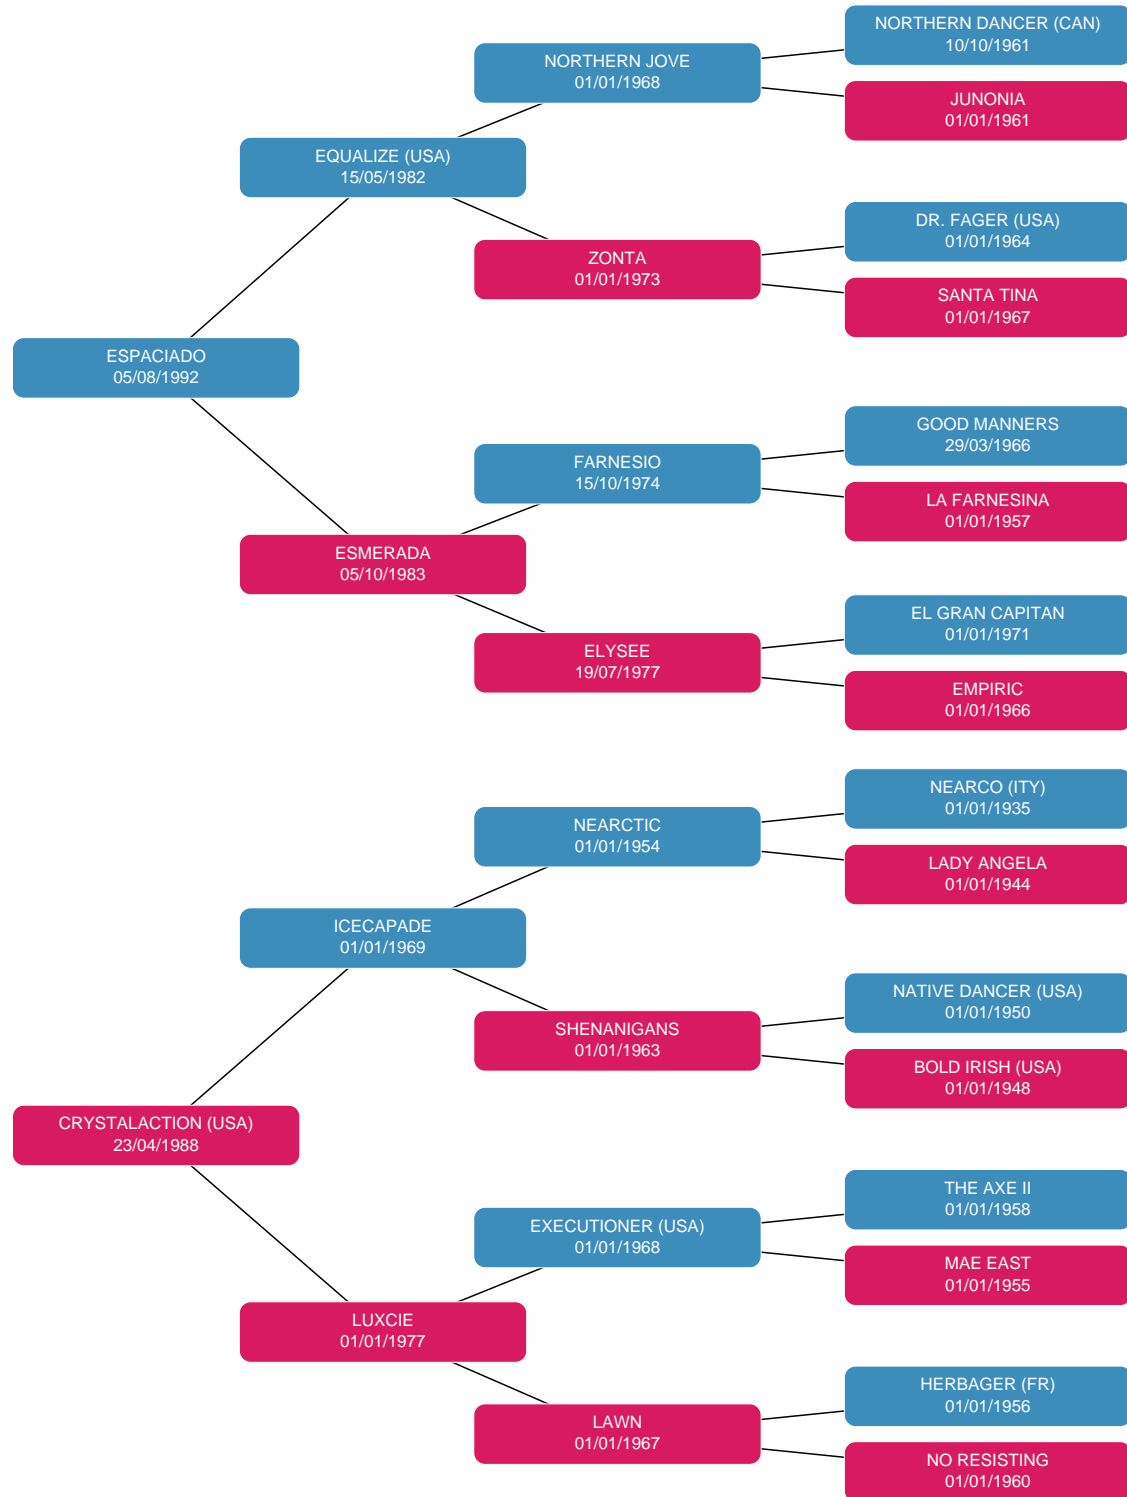 NORTHERN DANCER (CAN)
10/10/1961
NORTHERN JOVE
01/01/1968
JUNONIA
01/01/1961
EQUALIZE (USA)
15/05/1982
DR. FAGER (USA)
01/01/1964
ZONTA
01/01/1973
SANTA TINA
01/01/1967
ESPACIADO
05/08/1992
GOOD MANNERS
29/03/1966
FARNESIO
15/10/1974
LA FARNESINA
01/01/1957
ESMERADA
05/10/1983
EL GRAN CAPITAN
01/01/1971
ELYSEE
19/07/1977
EMPIRIC
01/01/1966
NEARCO (ITY)
01/01/1935
NEARCTIC
01/01/1954
LADY ANGELA
01/01/1944
ICECAPADE
01/01/1969
NATIVE DANCER (USA)
01/01/1950
SHENANIGANS
01/01/1963
BOLD IRISH (USA)
01/01/1948
CRYSTALACTION (USA)
23/04/1988
THE AXE II
01/01/1958
EXECUTIONER (USA)
01/01/1968
MAE EAST
01/01/1955
LUXCIE
01/01/1977
HERBAGER (FR)
01/01/1956
LAWN
01/01/1967
NO RESISTING
01/01/1960